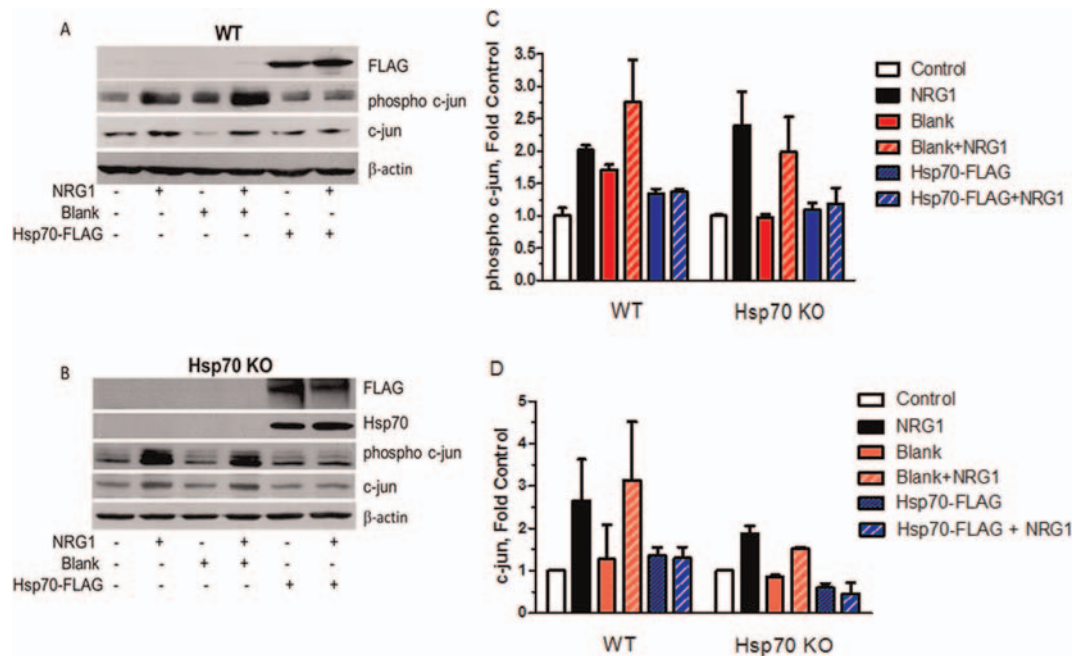 A
WT
FLAG
phospho c-jun
c-jun
β-actin
NRG1 - + - + - +
Blank - - + + - -
Hsp70-FLAG - - - - + +
C
phospho c-jun, Fold Control
3.5
3.0
2.5
2.0
1.5
1.0
0.5
0.0
WT
Hsp70 KO
Control
NRG1
Blank
Blank+NRG1
Hsp70-FLAG
Hsp70-FLAG+NRG1
B
Hsp70 KO
FLAG
Hsp70
phospho c-jun
c-jun
β-actin
NRG1 - + - + - +
Blank - - + + - -
Hsp70-FLAG - - - - + +
D
c-jun, Fold Control
5
4
3
2
1
0
WT
Hsp70 KO
Control
NRG1
Blank
Blank+NRG1
Hsp70-FLAG
Hsp70-FLAG + NRG1